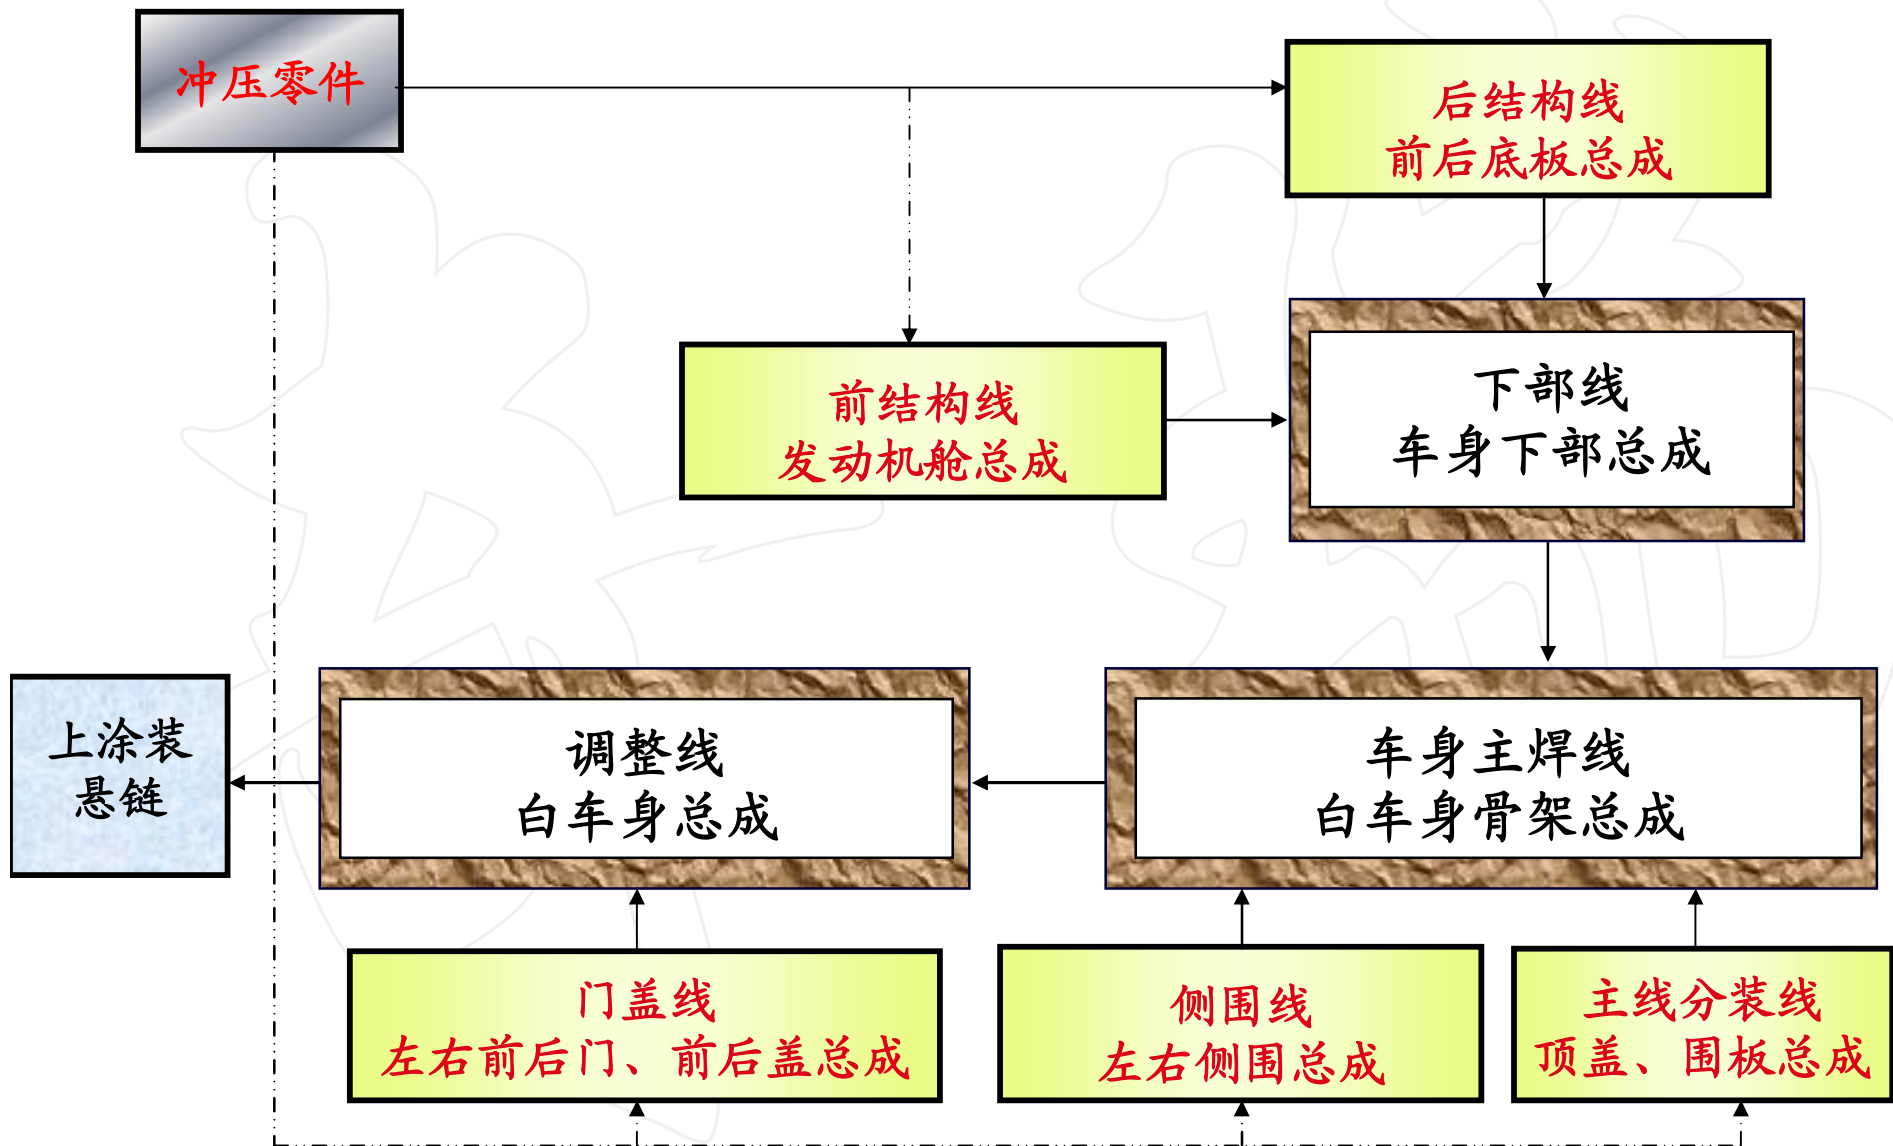 冲压零件
后结构线
前后底板总成
前结构线
发动机舱总成
下部线
车身下部总成
上涂装
悬链
调整线
白车身总成
车身主焊线
白车身骨架总成
门盖线
左右前后门、前后盖总成
侧围线
左右侧围总成
主线分装线
顶盖、围板总成